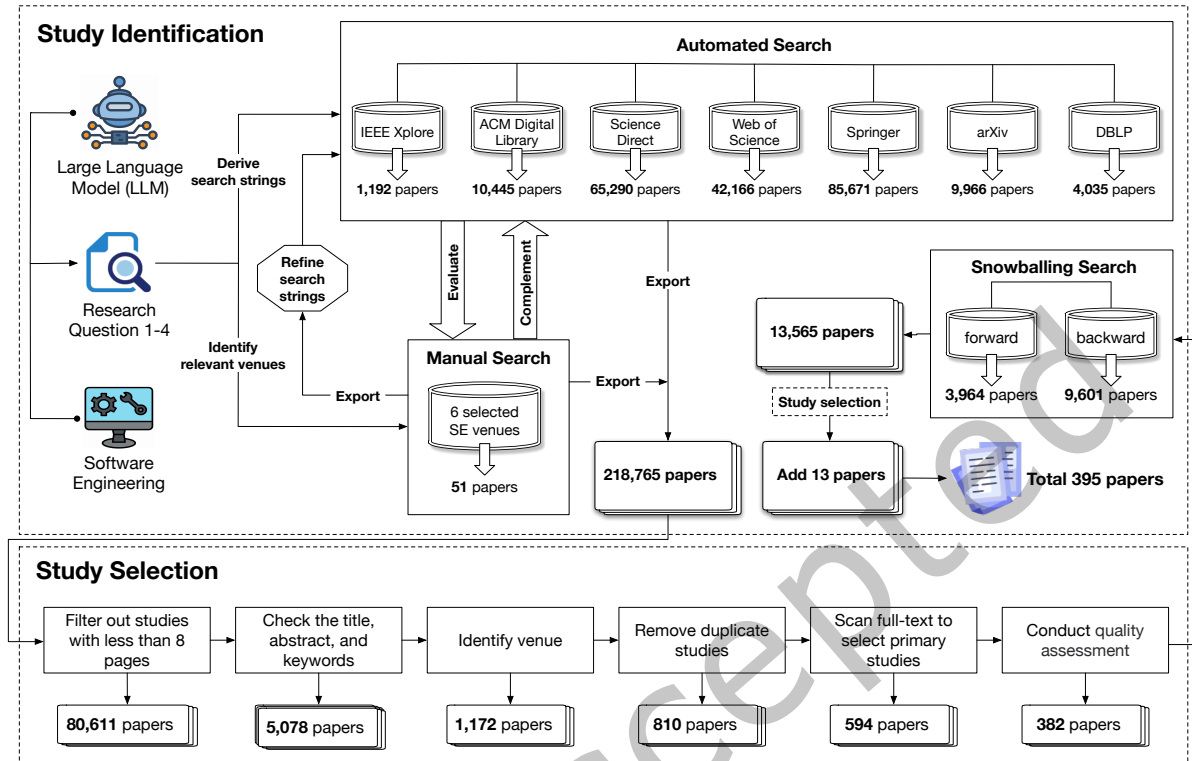 Study Identification
Large Language
Model (LLM)
Research
Question 1-4
Software
Engineering
Derive
search strings
Identify
relevant venues
Refine
search
strings
Export
Automated Search
IEEE Xplore
1,192 papers
ACM Digital
Library
10,445 papers
Science
Direct
65,290 papers
Web of
Science
42,166 papers
Springer
85,671 papers
arXiv
9,966 papers
DBLP
4,035 papers
Evaluate
Complement
Manual Search
6 selected
SE venues
51 papers
Export
Export
218,765 papers
Snowballing Search
forward
3,964 papers
backward
9,601 papers
13,565 papers
Study selection
Add 13 papers
Total 395 papers
Study Selection
Filter out studies
with less than 8
pages
80,611 papers
Check the title,
abstract, and
keywords
5,078 papers
Identify venue
1,172 papers
Remove duplicate
studies
810 papers
Scan full-text to
select primary
studies
594 papers
Conduct quality
assessment
382 papers